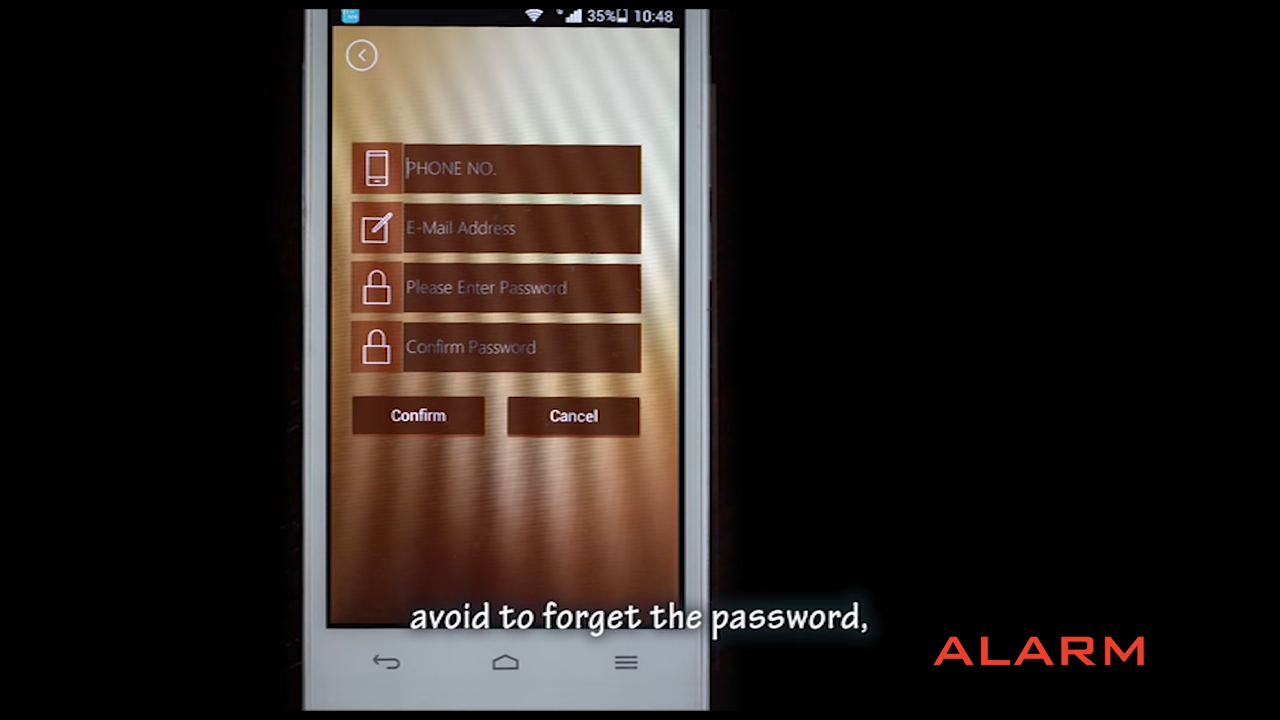 35% 10:48
PHONE NO.
E-Mail Address
Please Enter Password
Confirm Password
Confirm Cancel
avoid to forget the password,
ALARM